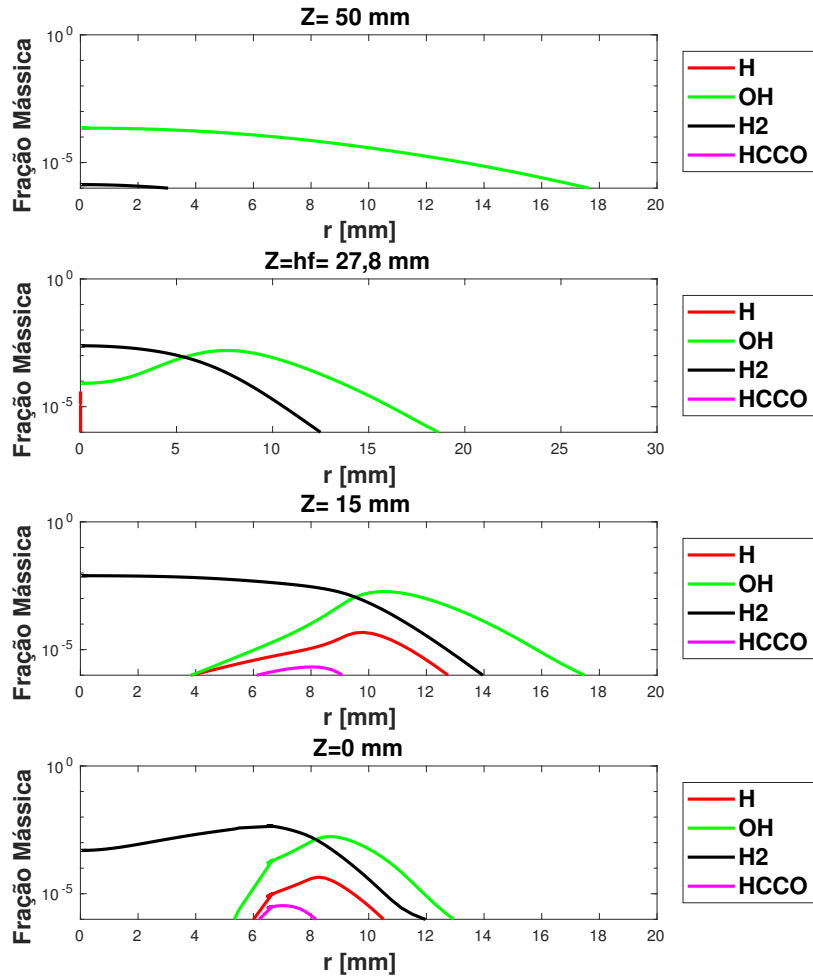 Z= 50 mm
10^0
10^-5
Fração Mássica
0 2 4 6 8 10 12 14 16 18 20
r [mm]
H
OH
H2
HCCO
Z=hf= 27,8 mm
10^0
10^-5
Fração Mássica
0 5 10 15 20 25 30
r [mm]
H
OH
H2
HCCO
Z= 15 mm
10^0
10^-5
Fração Mássica
0 2 4 6 8 10 12 14 16 18 20
r [mm]
H
OH
H2
HCCO
Z=0 mm
10^0
10^-5
Fração Mássica
0 2 4 6 8 10 12 14 16 18 20
r [mm]
H
OH
H2
HCCO